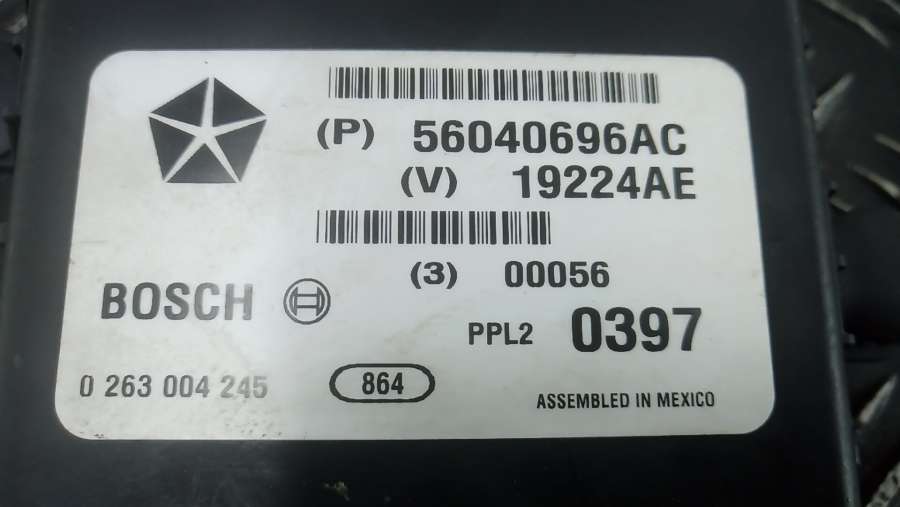 (P) 56040696AC
(V) 19224AE
(3) 00056
BOSCH
PPL2 0397
0 263 004 245
864
ASSEMBLED IN MEXICO